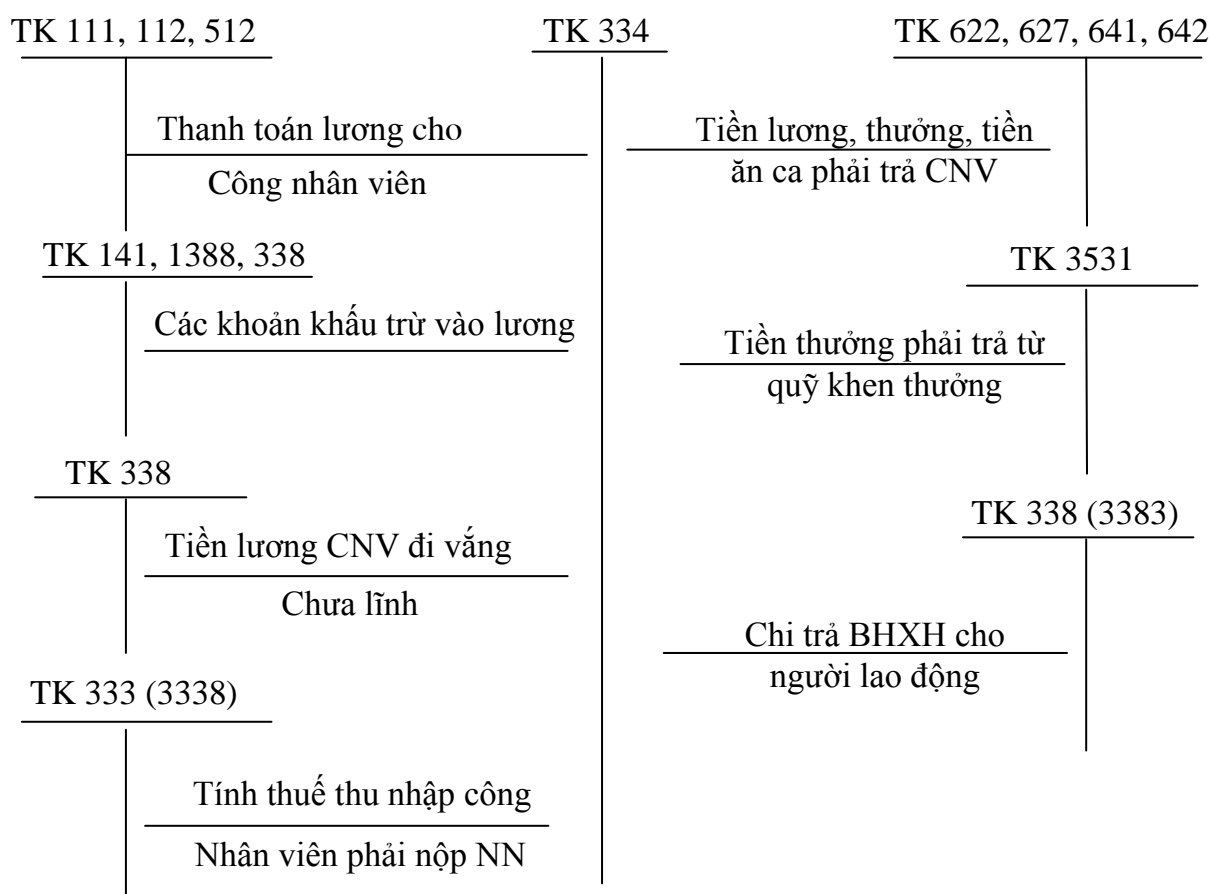 TK 111, 112, 512
TK 334
TK 622, 627, 641, 642
Thanh toán lương cho
Công nhân viên
Tiền lương, thưởng, tiền
ăn ca phải trả CNV
TK 141, 1388, 338
TK 3531
Các khoản khấu trừ vào lương
Tiền thưởng phải trả từ
quỹ khen thưởng
TK 338
TK 338 (3383)
Tiền lương CNV đi vắng
Chưa lĩnh
Chi trả BHXH cho
người lao động
TK 333 (3338)
Tính thuế thu nhập công
Nhân viên phải nộp NN